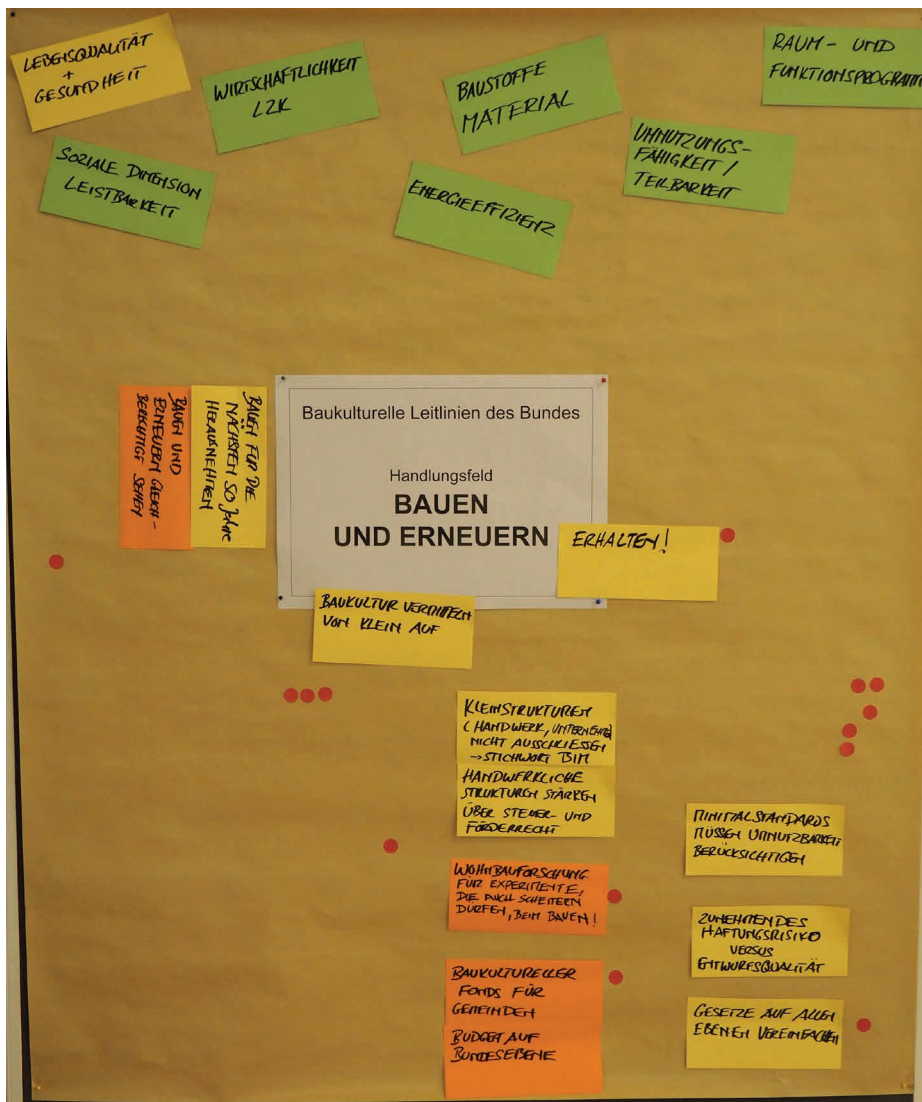 LEBENSQUALITÄT
+
GESUNDHEIT
WIRTSCHAFTLICHKEIT
LZK
BAUSTOFFE
MATERIAL
RAUM- UND
FUNKTIONSPROGRAMM
SOZIALE DIMENSION
LEISTBARKEIT
ENERGIEEFFIZIENZ
UMNUTZUNGS-
FÄHIGKEIT /
TEILBARKEIT
BAUEN UND
ERNEUERN GLEICH-
BERECHTIGT SEHEN
BAUEN FÜR DIE
NÄCHSTEN 50 Jahre
HERAUSNEHMEN
Baukulturelle Leitlinien des Bundes
Handlungsfeld
BAUEN
UND ERNEUERN
ERHALTEN!
BAUKULTUR VERMITTELN
VON KLEIN AUF
KLEINSTRUKTUREN
(HANDWERK, UNTERNEHMEN)
NICHT AUSSCHLIESSEN
→STICHWORT BIM
HANDWERKLICHE
STRUKTUREN STÄRKEN
ÜBER STEUER- UND
FÖRDERRECHT
WOHNBAUFORSCHUNG
FÜR EXPERIMENTE,
DIE AUCH SCHEITERN
DÜRFEN, BEIM BAUEN!
BAUKULTURELLER
FONDS FÜR
GEMEINDEN
BUDGET AUF
BUNDESEBENE
MINIMALSTANDARDS
MÜSSEN UMNUTZBARKEIT
BERÜCKSICHTIGEN
ZUNEHMENDES
HAFTUNGSRISIKO
VERSUS
ENTWURFSQUALITÄT
GESETZE AUF ALLEN
EBENEN VEREINFACHEN